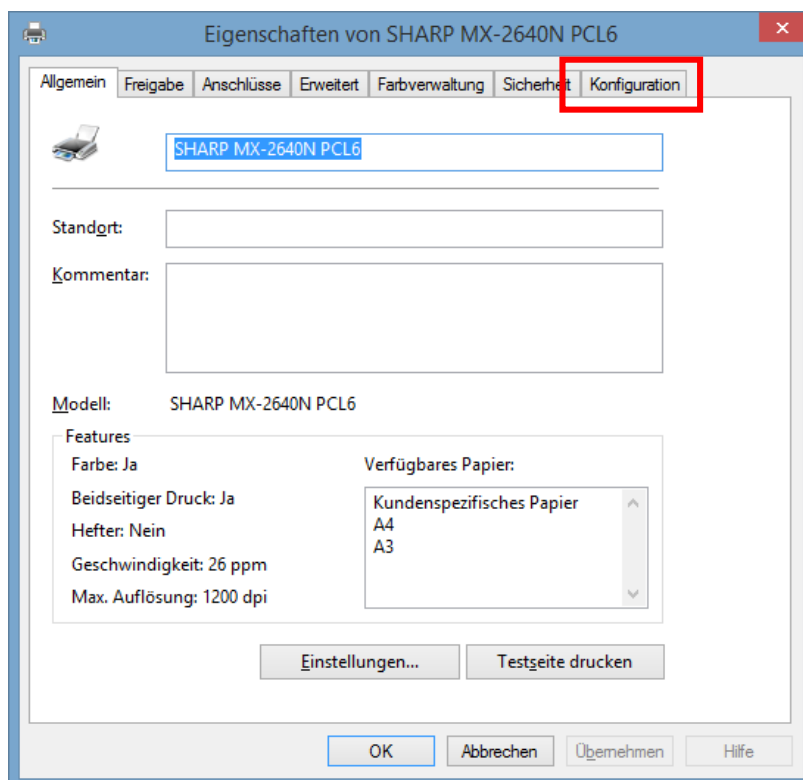 Eigenschaften von SHARP MX-2640N PCL6
Allgemein Freigabe Anschlüsse Erweitert Farbverwaltung Sicherheit Konfiguration
SHARP MX-2640N PCL6
Standort:
Kommentar:
Modell: SHARP MX-2640N PCL6
Features
Farbe: Ja
Beidseitiger Druck: Ja
Hefter: Nein
Geschwindigkeit: 26 ppm
Max. Auflösung: 1200 dpi
Verfügbares Papier:
Kundenspezifisches Papier
A4
A3
Einstellungen... Testseite drucken
OK Abbrechen Übernehmen Hilfe